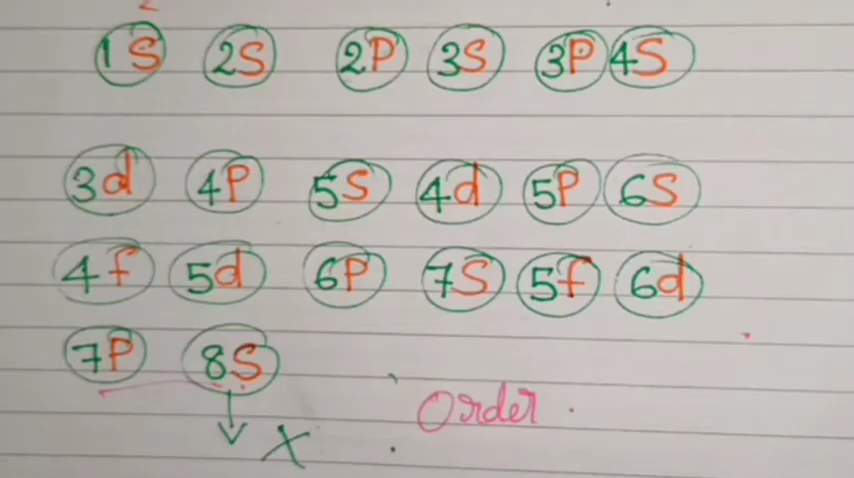 1S 2S 2P 3S 3P 4S
3d 4P 5S 4d 5P 6S
4f 5d 6P 7S 5f 6d
7P 8S
Order
X